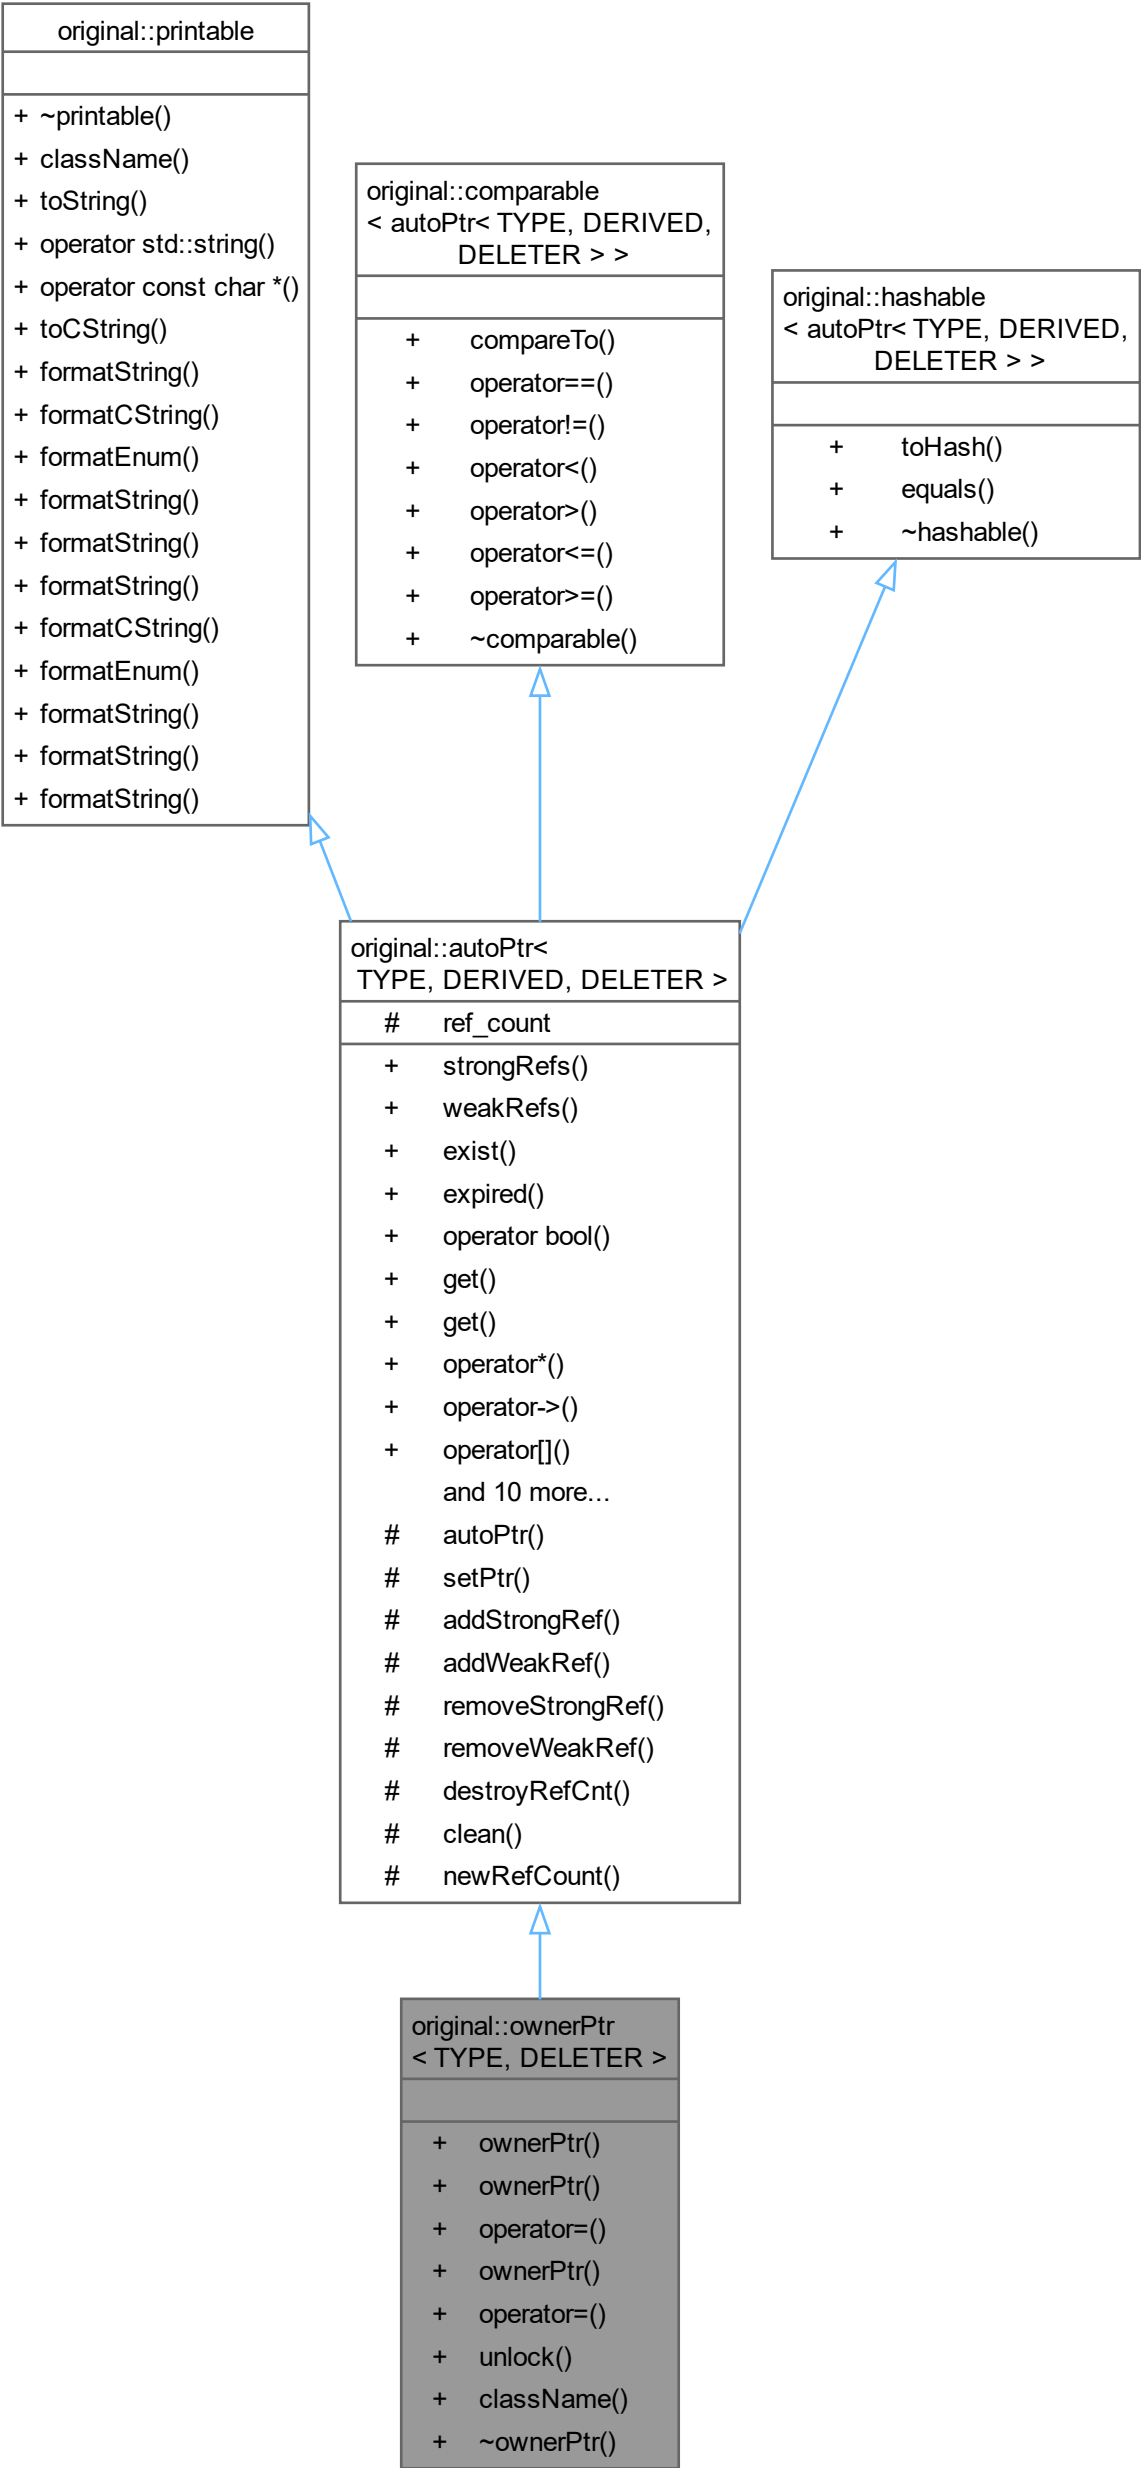 original::printable
+ ~printable()
+ className()
+ toString()
+ operator std::string()
+ operator const char *()
+ toCString()
+ formatString()
+ formatCString()
+ formatEnum()
+ formatString()
+ formatString()
+ formatString()
+ formatCString()
+ formatEnum()
+ formatString()
+ formatString()
+ formatString()
original::comparable
< autoPtr< TYPE, DERIVED,
DELETER > >
+ compareTo()
+ operator==()
+ operator!=()
+ operator<()
+ operator>()
+ operator<=()
+ operator>=()
+ ~comparable()
original::hashable
< autoPtr< TYPE, DERIVED,
DELETER > >
+ toHash()
+ equals()
+ ~hashable()
original::autoPtr<
TYPE, DERIVED, DELETER >
# ref_count
+ strongRefs()
+ weakRefs()
+ exist()
+ expired()
+ operator bool()
+ get()
+ get()
+ operator*()
+ operator->()
+ operator[]()
and 10 more...
# autoPtr()
# setPtr()
# addStrongRef()
# addWeakRef()
# removeStrongRef()
# removeWeakRef()
# destroyRefCnt()
# clean()
# newRefCount()
original::ownerPtr
< TYPE, DELETER >
+ ownerPtr()
+ ownerPtr()
+ operator=()
+ ownerPtr()
+ operator=()
+ unlock()
+ className()
+ ~ownerPtr()